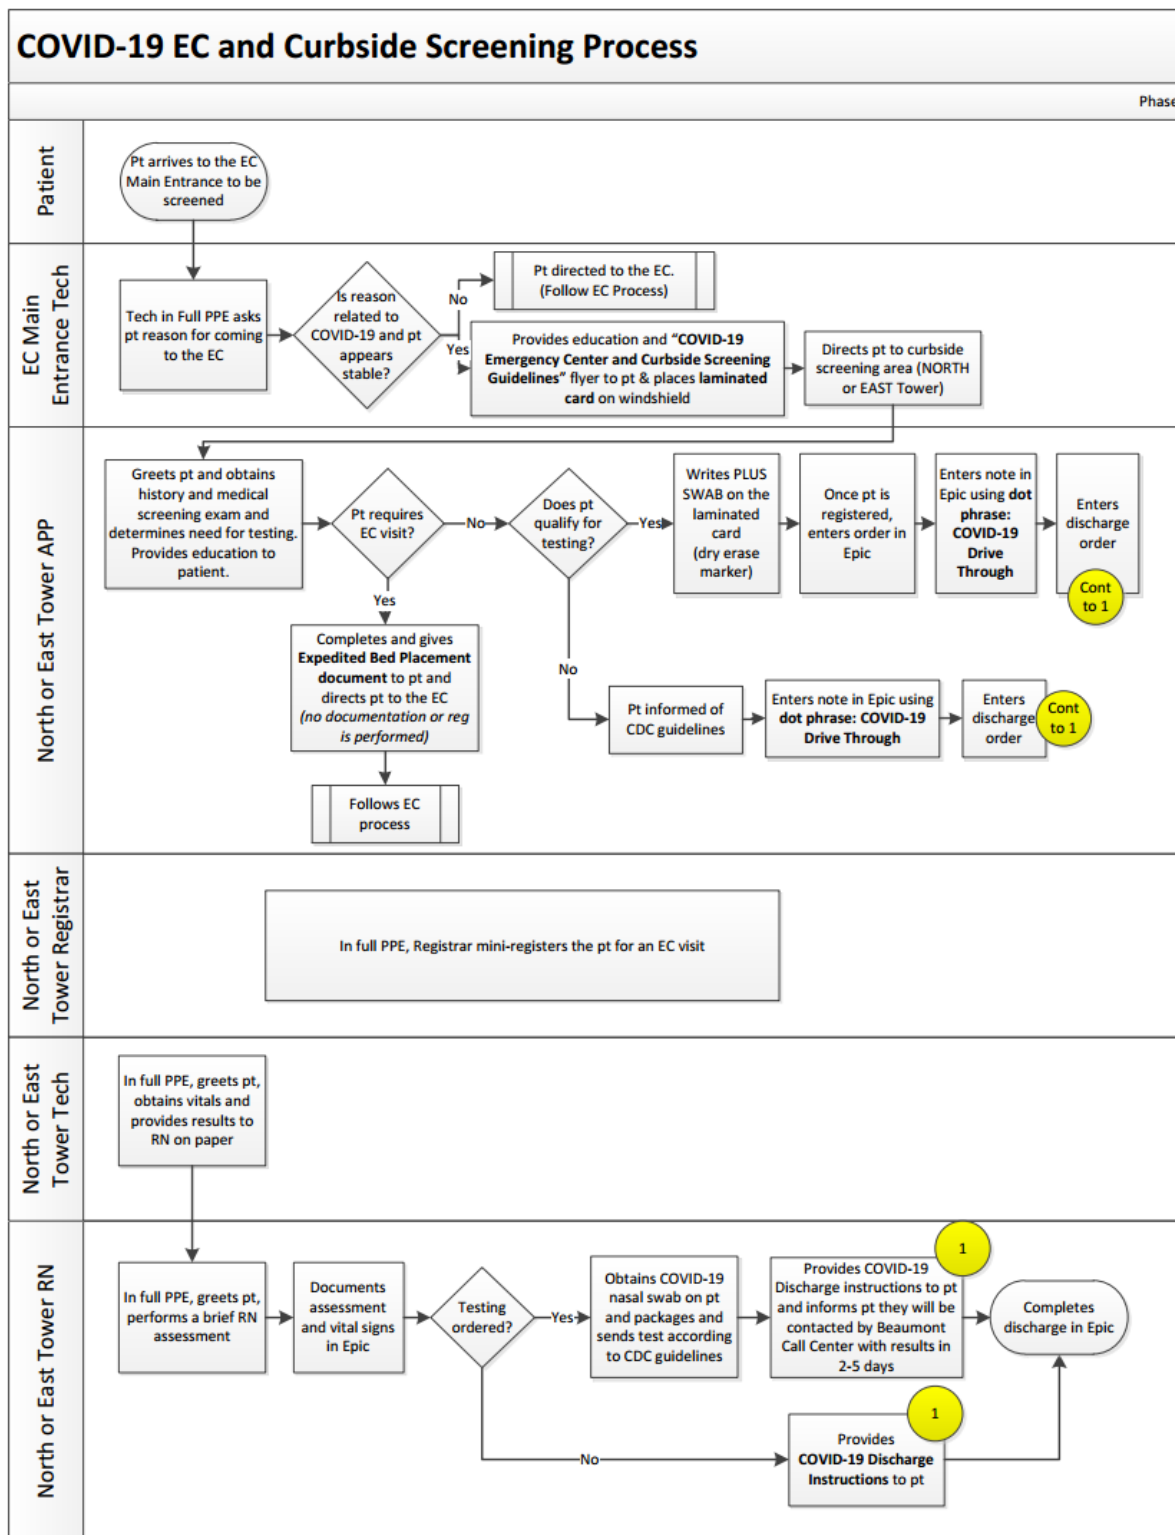 COVID-19 EC and Curbside Screening Process
Phase
Patient
Pt arrives to the EC
Main Entrance to be
screened
EC Main
Entrance Tech
Tech in Full PPE asks
pt reason for coming
to the EC
Is reason
related to
COVID-19 and pt
appears
stable?
No
Yes
Pt directed to the EC.
(Follow EC Process)
Provides education and “COVID-19
Emergency Center and Curbside Screening
Guidelines” flyer to pt & places laminated
card on windshield
Directs pt to curbside
screening area (NORTH
or EAST Tower)
North or East Tower APP
Greets pt and obtains
history and medical
screening exam and
determines need for testing.
Provides education to
patient.
Pt requires
EC visit?
No
Yes
Does pt
qualify for
testing?
Yes
No
Writes PLUS
SWAB on the
laminated
card
(dry erase
marker)
Once pt is
registered,
enters order in
Epic
Enters note in
Epic using dot
phrase:
COVID-19
Drive
Through
Enters
discharge
order
Cont
to 1
Completes and gives
Expedited Bed Placement
document to pt and
directs pt to the EC
(no documentation or reg
is performed)
Follows EC
process
Pt informed of
CDC guidelines
Enters note in Epic using
dot phrase: COVID-19
Drive Through
Enters
discharge
order
Cont
to 1
North or East
Tower Registrar
In full PPE, Registrar mini-registers the pt for an EC visit
North or East
Tower Tech
In full PPE, greets pt,
obtains vitals and
provides results to
RN on paper
North or East Tower RN
In full PPE, greets pt,
performs a brief RN
assessment
Documents
assessment
and vital signs
in Epic
Testing
ordered?
Yes
No
Obtains COVID-19
nasal swab on pt
and packages and
sends test according
to CDC guidelines
1
Provides COVID-19
Discharge instructions to pt
and informs pt they will be
contacted by Beaumont
Call Center with results in
2-5 days
Completes
discharge in Epic
1
Provides
COVID-19 Discharge
Instructions to pt